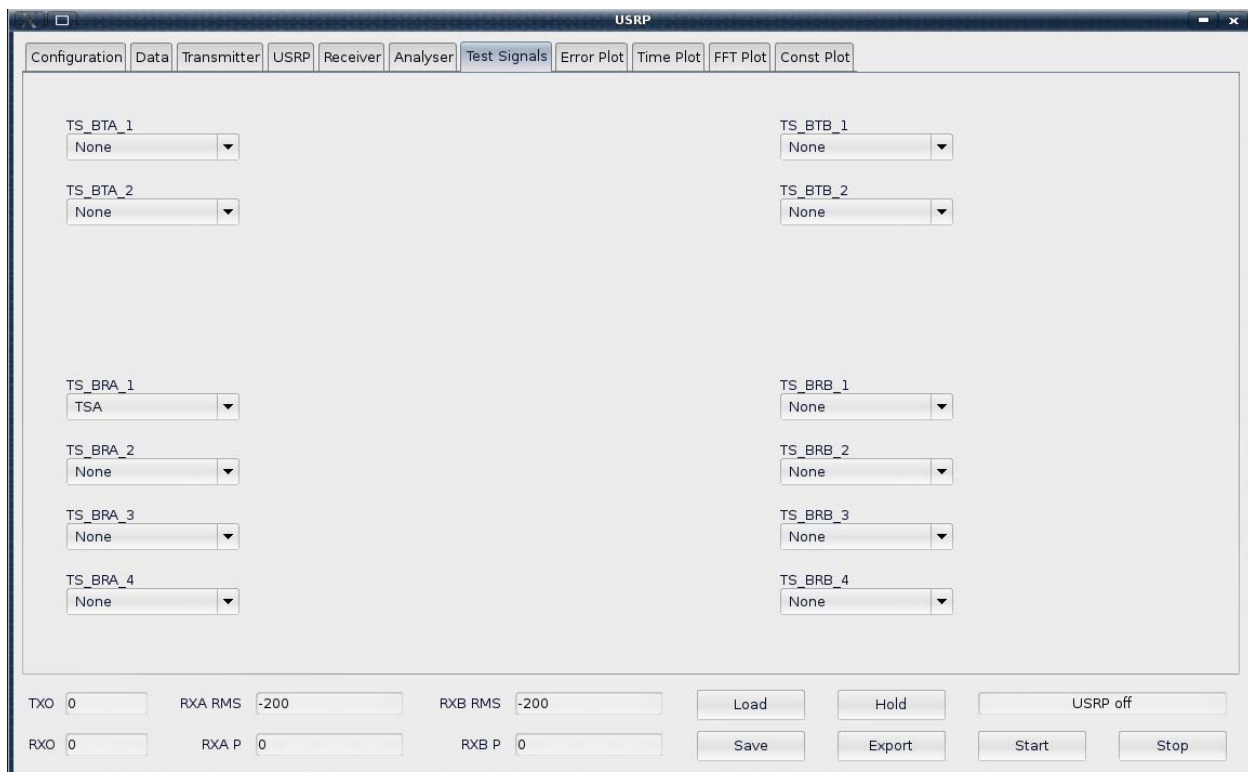 USRP
Configuration Data Transmitter USRP Receiver Analyser Test Signals Error Plot Time Plot FFT Plot Const Plot
TS_BTA_1 TS_BTB_1
None None
TS_BTA_2 TS_BTB_2
None None
TS_BRA_1 TS_BRB_1
TSA None
TS_BRA_2 TS_BRB_2
None None
TS_BRA_3 TS_BRB_3
None None
TS_BRA_4 TS_BRB_4
None None
TXO 0 RXA RMS -200 RXB RMS -200 Load Hold USRP off
RXO 0 RXA P 0 RXB P 0 Save Export Start Stop